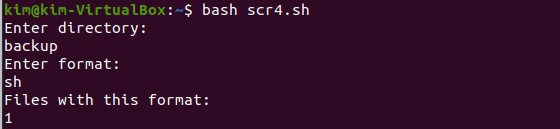 kim@kim-VirtualBox:~$ bash scr4.sh
Enter directory:
backup
Enter format:
sh
Files with this format:
1